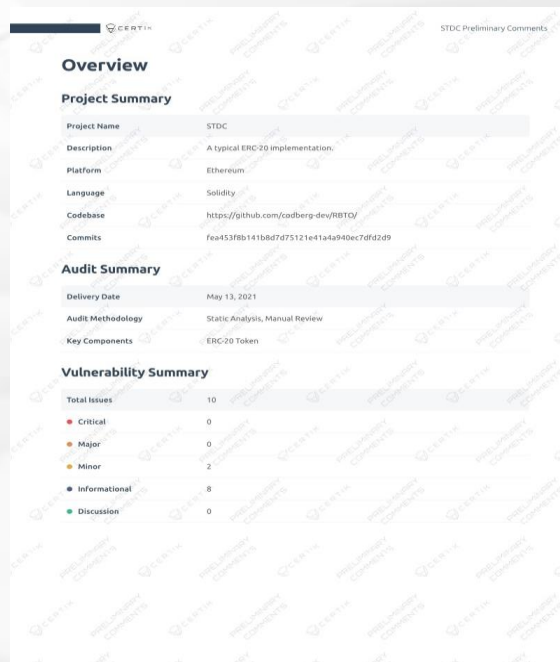 CERTIK
STDC Preliminary Comments
Overview
Project Summary
Project Name STDC
Description A typical ERC-20 implementation.
Platform Ethereum
Language Solidity
Codebase https://github.com/codberg-dev/RBTO/
Commits fea453f8b141b8d7d75121e41a4a940ec7dfd2d9
Audit Summary
Delivery Date May 13, 2021
Audit Methodology Static Analysis, Manual Review
Key Components ERC-20 Token
Vulnerability Summary
Total Issues 10
Critical 0
Major 0
Minor 2
Informational 8
Discussion 0